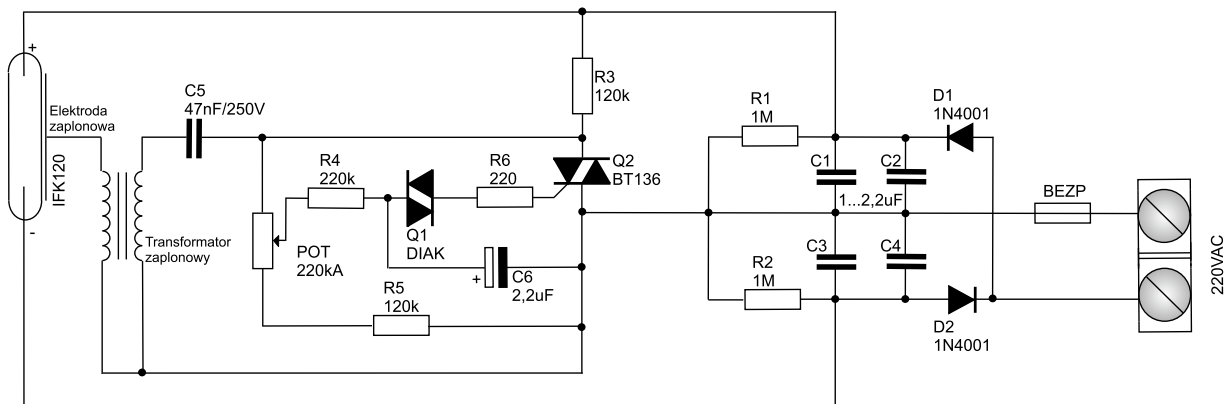 +
Elektroda
zaplonowa
IFK120
-
C5
47nF/250V
Transformator
zaplonowy
R4
220k
POT
220kA
Q1
DIAK
R6
220
+
C6
2,2uF
R5
120k
R3
120k
Q2
BT136
R1
1M
R2
1M
C1
C2
1...2,2uF
C3
C4
D1
1N4001
D2
1N4001
BEZP
220VAC